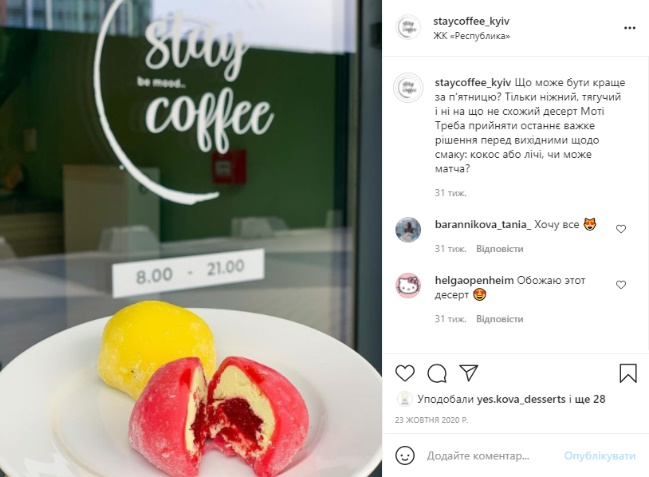 stay
be mood..
coffee
8.00 - 21.00
staycoffee_kyiv
ЖК «Республика»
staycoffee_kyiv Що може бути краще
за п'ятницю? Тільки ніжний, тягучий
і ні на що не схожий десерт Моті
Треба прийняти останнє важке
рішення перед вихідними щодо
смаку: кокос або лічі, чи може
матча?
31 тиж.
barannikova_tania_ Хочу все 😻
31 тиж. Відповісти
helgaopenheim Обожаю этот
десерт 😍
31 тиж. Відповісти
Уподобали yes.kova_desserts і ще 28
23 ЖОВТНЯ 2020 Р.
Додайте коментар... Опублікувати